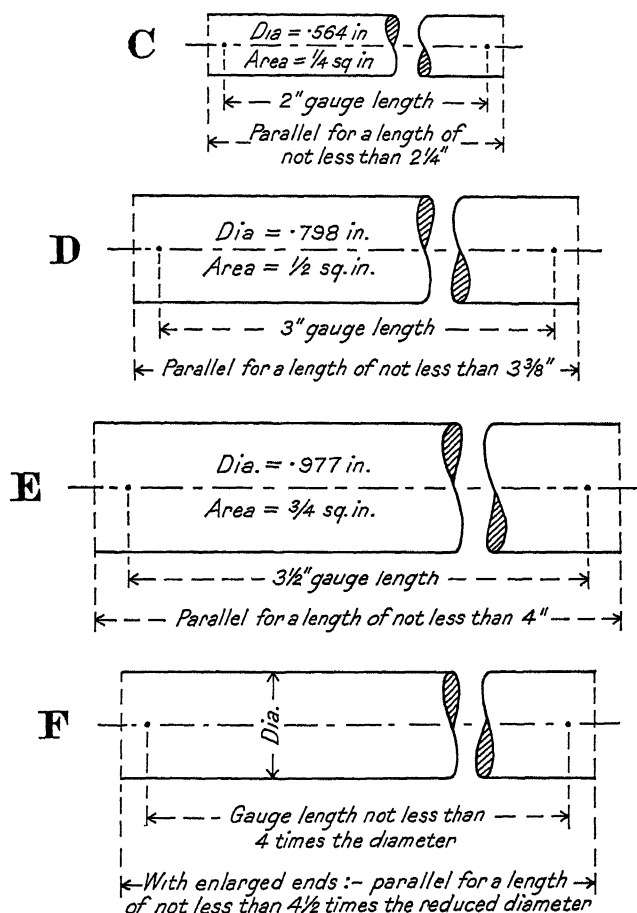 C
Dia = ·564 in
Area = ¼ sq in
2" gauge length
Parallel for a length of
not less than 2¼"
D
Dia = ·798 in.
Area = ½ sq. in.
3" gauge length
Parallel for a length of not less than 3⅜"
E
Dia. = ·977 in.
Area = ¾ sq. in.
3½" gauge length
Parallel for a length of not less than 4"
F
Dia.
Gauge length not less than
4 times the diameter
With enlarged ends :- parallel for a length
of not less than 4½ times the reduced diameter